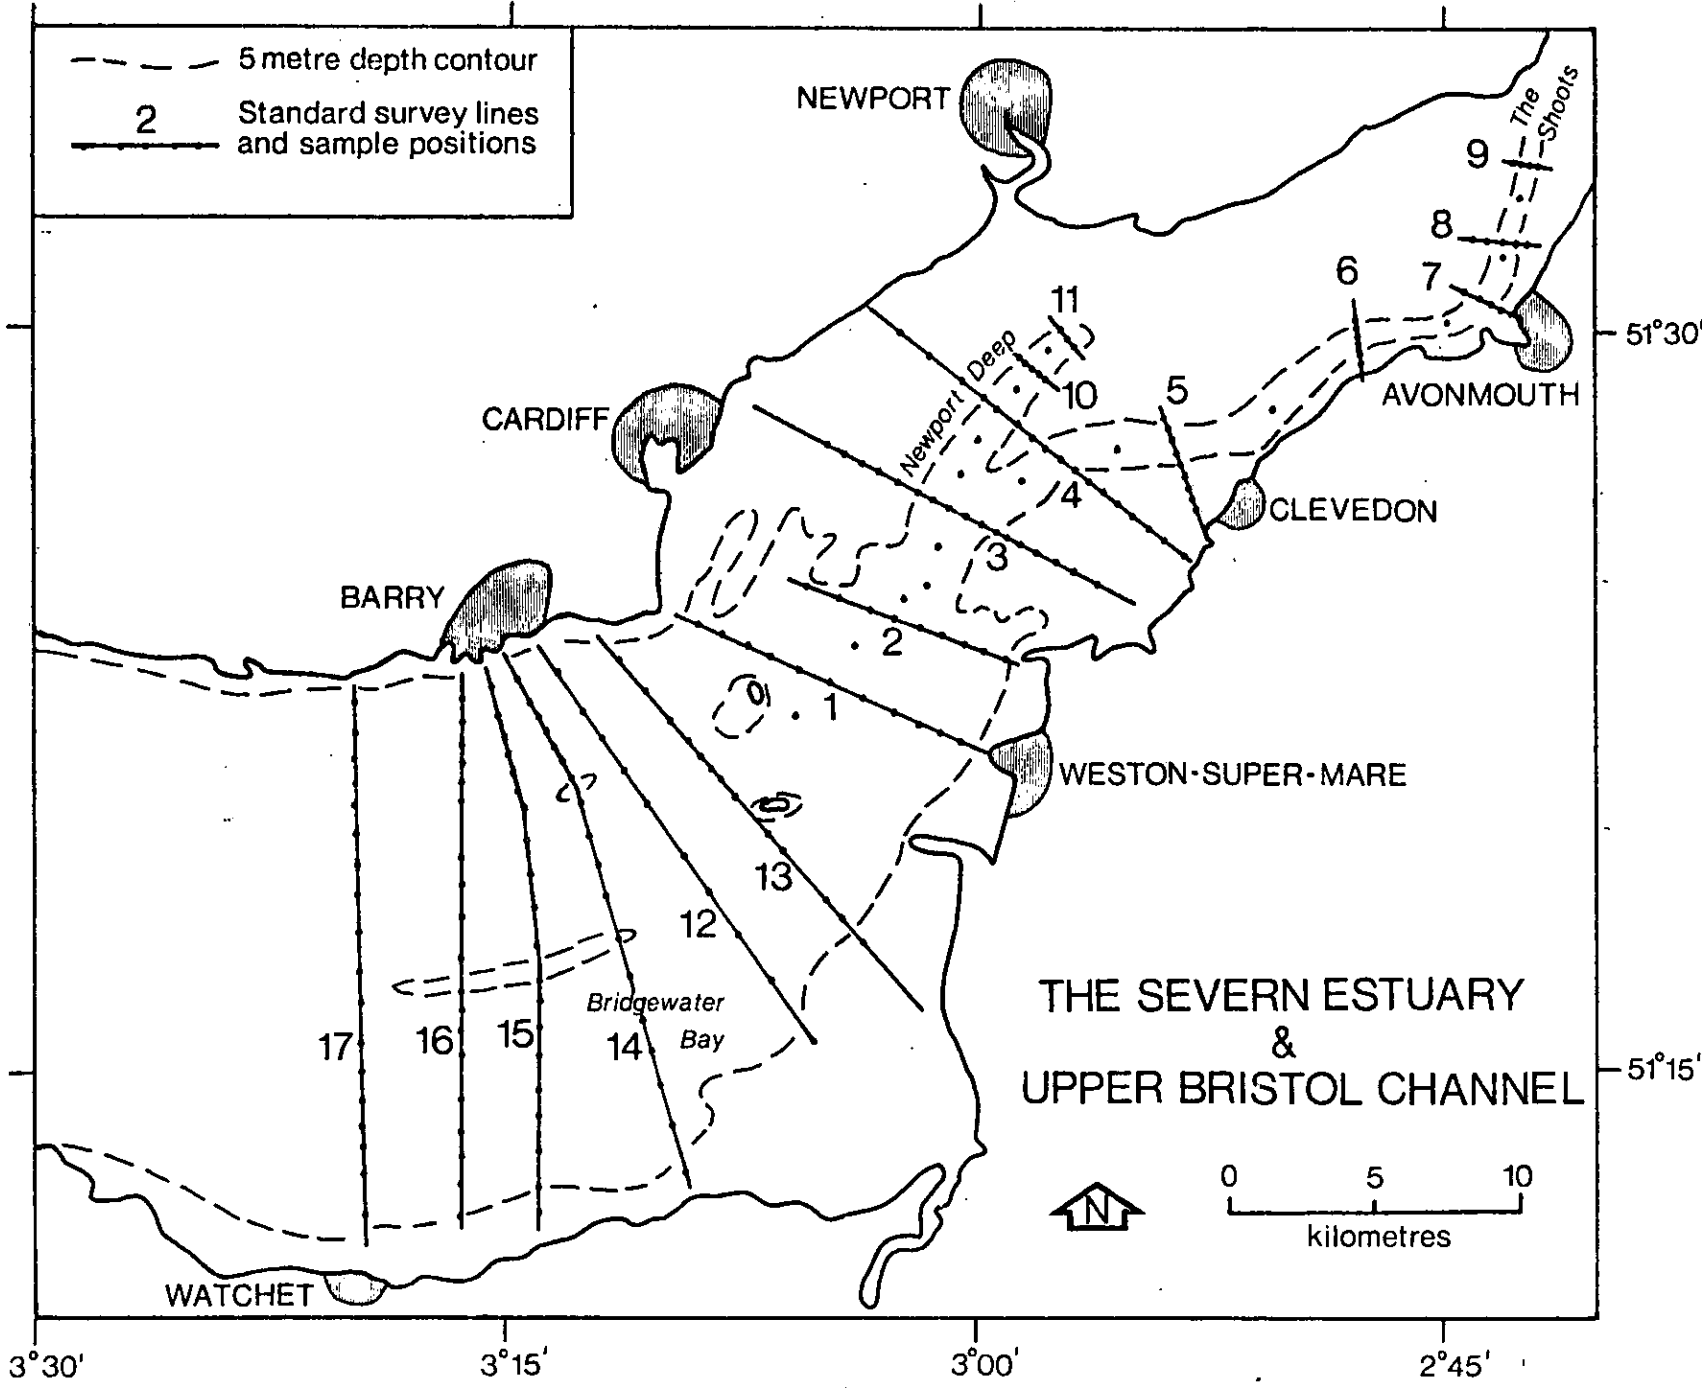 5 metre depth contour
2
Standard survey lines
and sample positions
NEWPORT
The
Shoots
9
8
7
6
11
51°30'
Newport Deep
10
5
AVONMOUTH
CARDIFF
4
CLEVEDON
3
BARRY
2
1
WESTON-SUPER-MARE
13
12
Bridgewater
Bay
17
16
15
14
THE SEVERN ESTUARY
&
UPPER BRISTOL CHANNEL
51°15'
N
0 5 10
kilometres
WATCHET
3°30' 3°15' 3°00' 2°45'